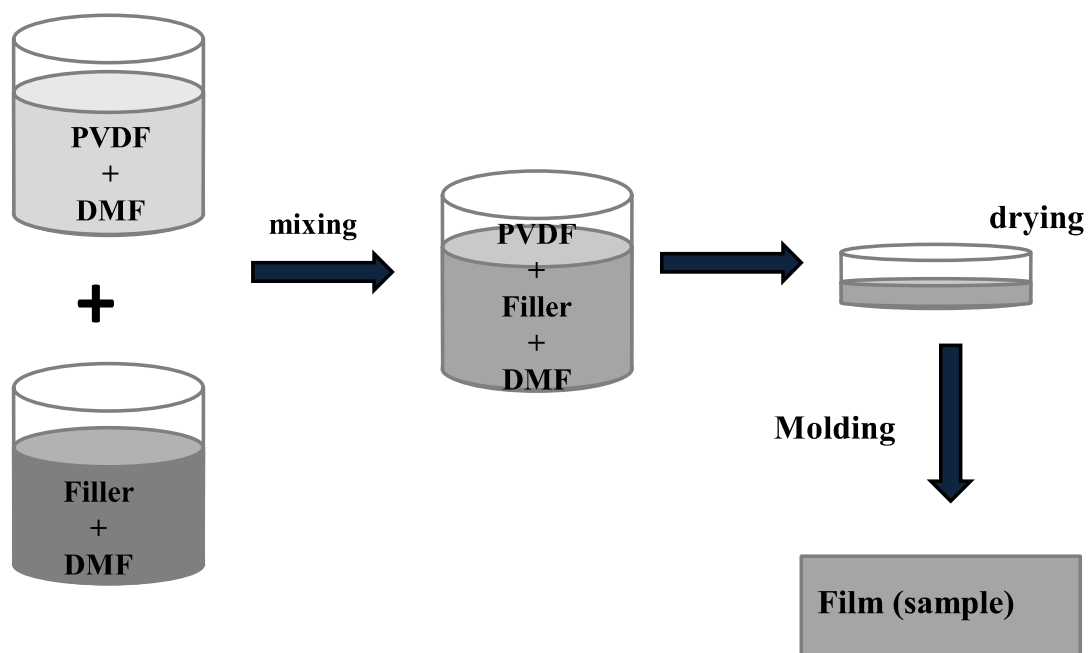 PVDF
+
DMF
+
Filler
+
DMF
mixing
PVDF
+
Filler
+
DMF
drying
Molding
Film (sample)